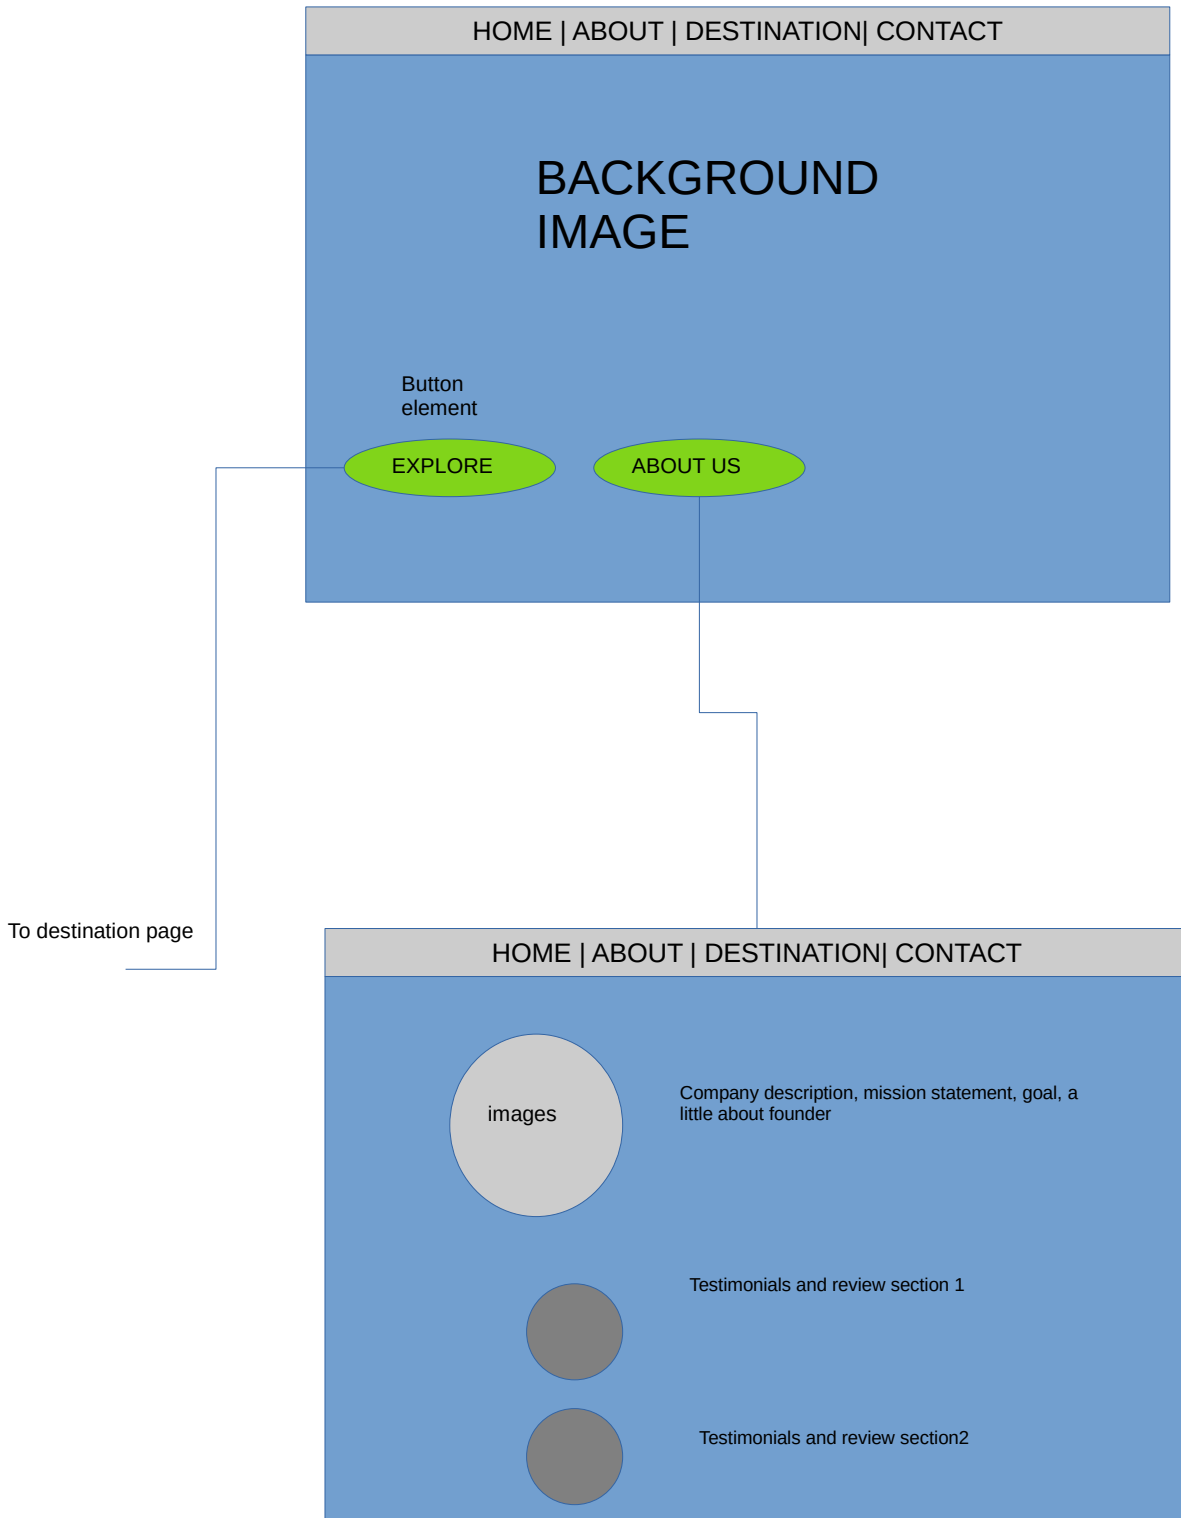 HOME | ABOUT | DESTINATION| CONTACT
BACKGROUND
IMAGE
Button
element
EXPLORE
ABOUT US
To destination page
HOME | ABOUT | DESTINATION| CONTACT
images
Company description, mission statement, goal, a
little about founder
Testimonials and review section 1
Testimonials and review section2